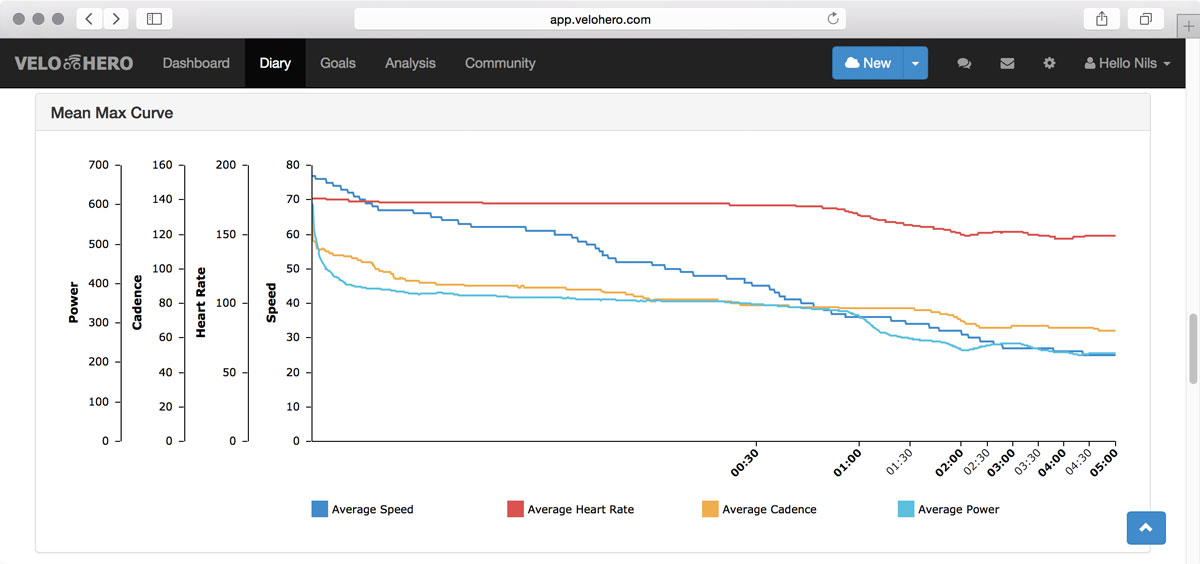 app.velohero.com
VELO HERO Dashboard Diary Goals Analysis Community New Hello Nils
Mean Max Curve
700 160 200 80
600 140 70
500 120 150 60
400 100 50
300 80 100 40
200 60 30
100 40 50 20
20 10
0 0 0 0
Power
Cadence
Heart Rate
Speed
00:30 01:00 01:30 02:00 02:30 03:00 03:30 04:00 04:30 05:00
Average Speed Average Heart Rate Average Cadence Average Power